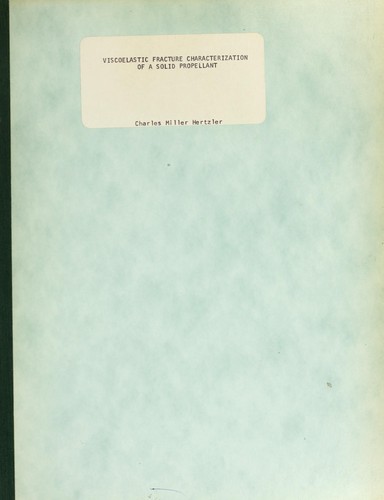 VISCOELASTIC FRACTURE CHARACTERIZATION
OF A SOLID PROPELLANT
Charles Miller Hertzler